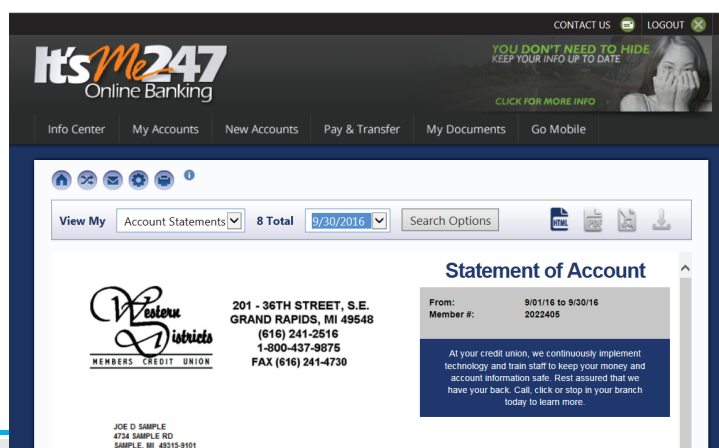 CONTACT US LOGOUT
It's Me 247
Online Banking
YOU DON'T NEED TO HIDE
KEEP YOUR INFO UP TO DATE
CLICK FOR MORE INFO
Info Center My Accounts New Accounts Pay & Transfer My Documents Go Mobile
View My Account Statements 8 Total 9/30/2016 Search Options HTML
Statement of Account
From: 9/01/16 to 9/30/16
Member #: 2022405
Western
Districts
MEMBERS CREDIT UNION
201 - 36TH STREET, S.E.
GRAND RAPIDS, MI 49548
(616) 241-2516
1-800-437-9875
FAX (616) 241-4730
At your credit union, we continuously implement
technology and train staff to keep your money and
account information safe. Rest assured that we
have your back. Call, click or stop in your branch
today to learn more.
JOE D SAMPLE
4734 SAMPLE RD
SAMPLE, MI 49315-9101